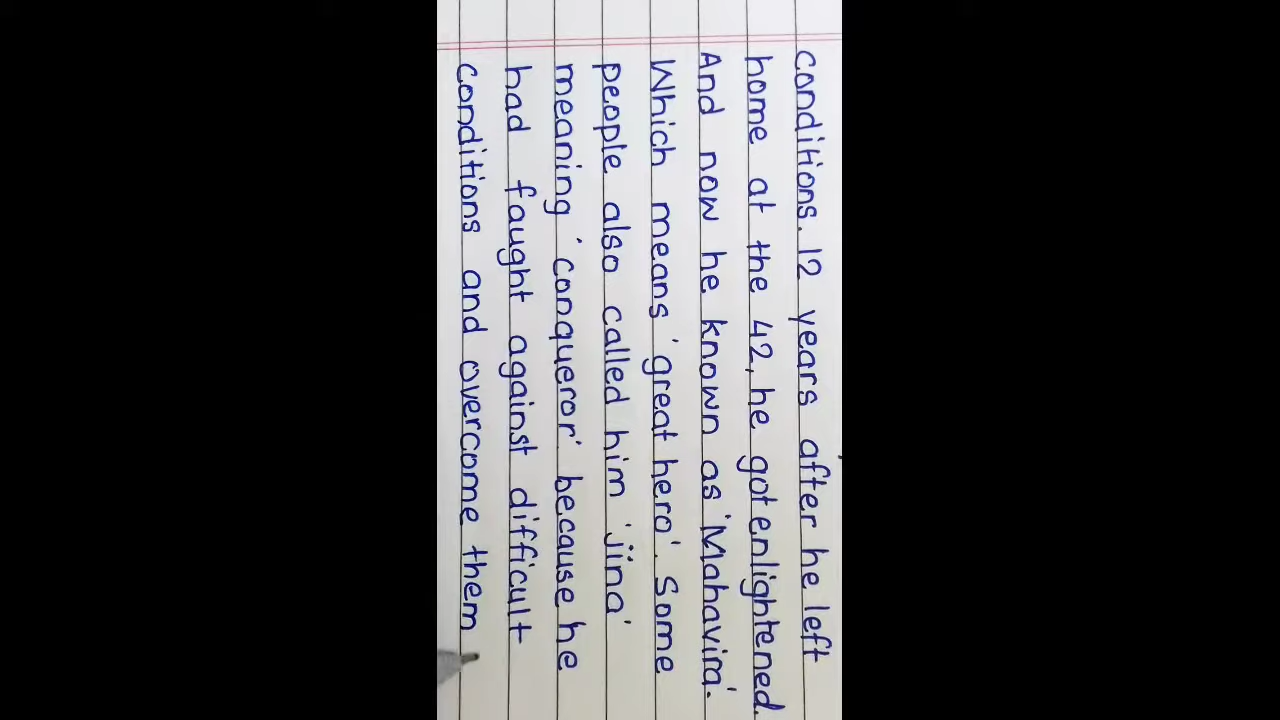 conditions. 12 years after he left
home at the 42, he got enlightened.
And now he known as 'Mahavira'.
Which means 'great hero'. Some
people also called him 'jina'
meaning 'conqueror' because he
had faught against difficult
conditions and overcome them